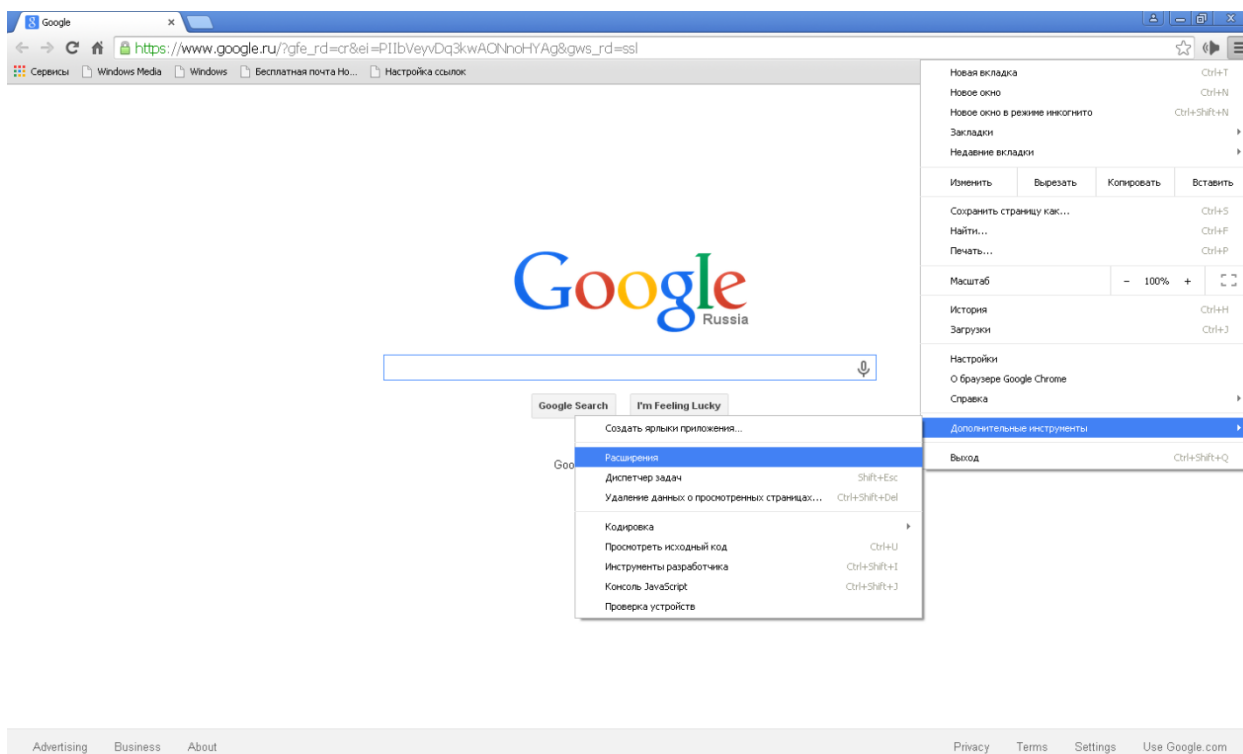 Google
https://www.google.ru/?gfe_rd=cr&ei=PIIbVeyvDq3kwAONnoHYAg&gws_rd=ssl
Сервисы Windows Media Windows Бесплатная почта Ho... Настройка ссылок
Новая вкладка Ctrl+T
Новое окно Ctrl+N
Новое окно в режиме инкогнито Ctrl+Shift+N
Закладки
Недавние вкладки
Изменить Вырезать Копировать Вставить
Сохранить страницу как... Ctrl+S
Найти... Ctrl+F
Печать... Ctrl+P
Масштаб - 100% +
История Ctrl+H
Загрузки Ctrl+J
Настройки
О браузере Google Chrome
Справка
Дополнительные инструменты
Выход Ctrl+Shift+Q
Google
Russia
Google Search I'm Feeling Lucky
Goo
Создать ярлыки приложения...
Расширения
Диспетчер задач Shift+Esc
Удаление данных о просмотренных страницах... Ctrl+Shift+Del
Кодировка
Просмотреть исходный код Ctrl+U
Инструменты разработчика Ctrl+Shift+I
Консоль JavaScript Ctrl+Shift+J
Проверка устройств
Advertising Business About Privacy Terms Settings Use Google.com